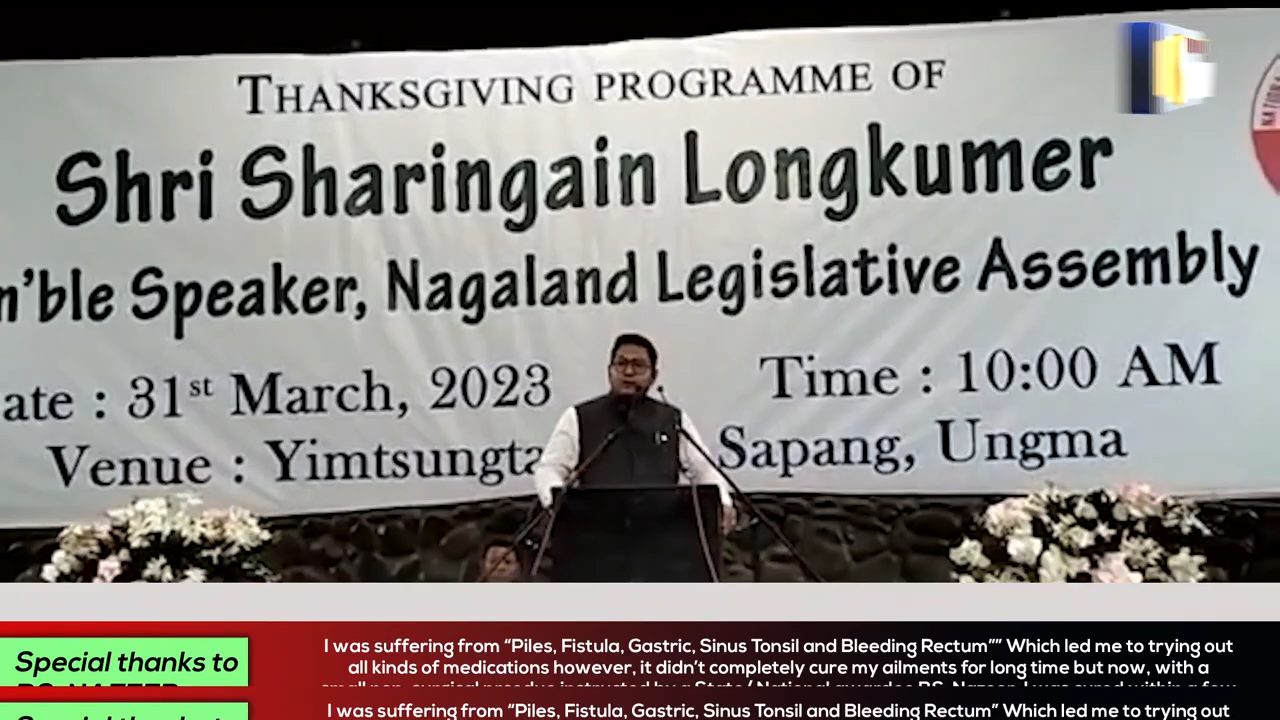 THANKSGIVING PROGRAMME OF
Shri Sharingain Longkumer
n'ble Speaker, Nagaland Legislative Assembly
ate : 31st March, 2023
Time : 10:00 AM
Venue : Yimtsungta
Sapang, Ungma
Special thanks to
I was suffering from “Piles, Fistula, Gastric, Sinus Tonsil and Bleeding Rectum”” Which led me to trying out
all kinds of medications however, it didn’t completely cure my ailments for long time but now, with a
I was suffering from “Piles, Fistula, Gastric, Sinus Tonsil and Bleeding Rectum” Which led me to trying out